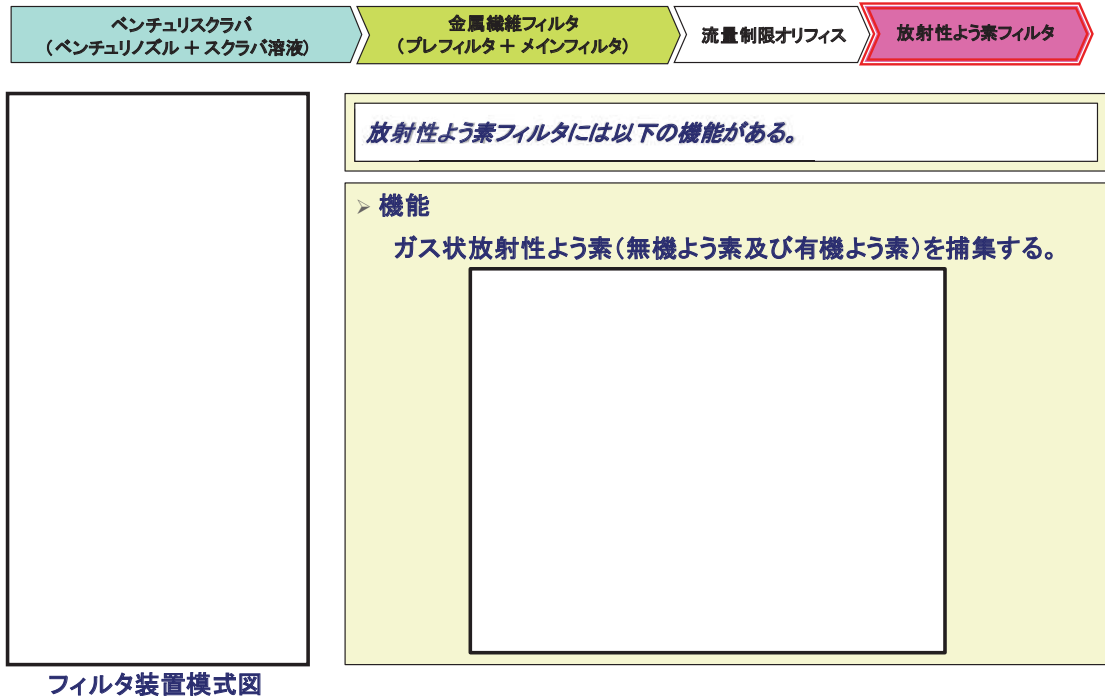 ベンチュリスクラバ
（ベンチュリノズル ＋ スクラバ溶液）
金属繊維フィルタ
（プレフィルタ＋ メインフィルタ）
流量制限オリフィス
放射性よう素フィルタ
放射性よう素フィルタには以下の機能がある。
➢ 機能
ガス状放射性よう素（無機よう素及び有機よう素）を捕集する。
フィルタ装置模式図